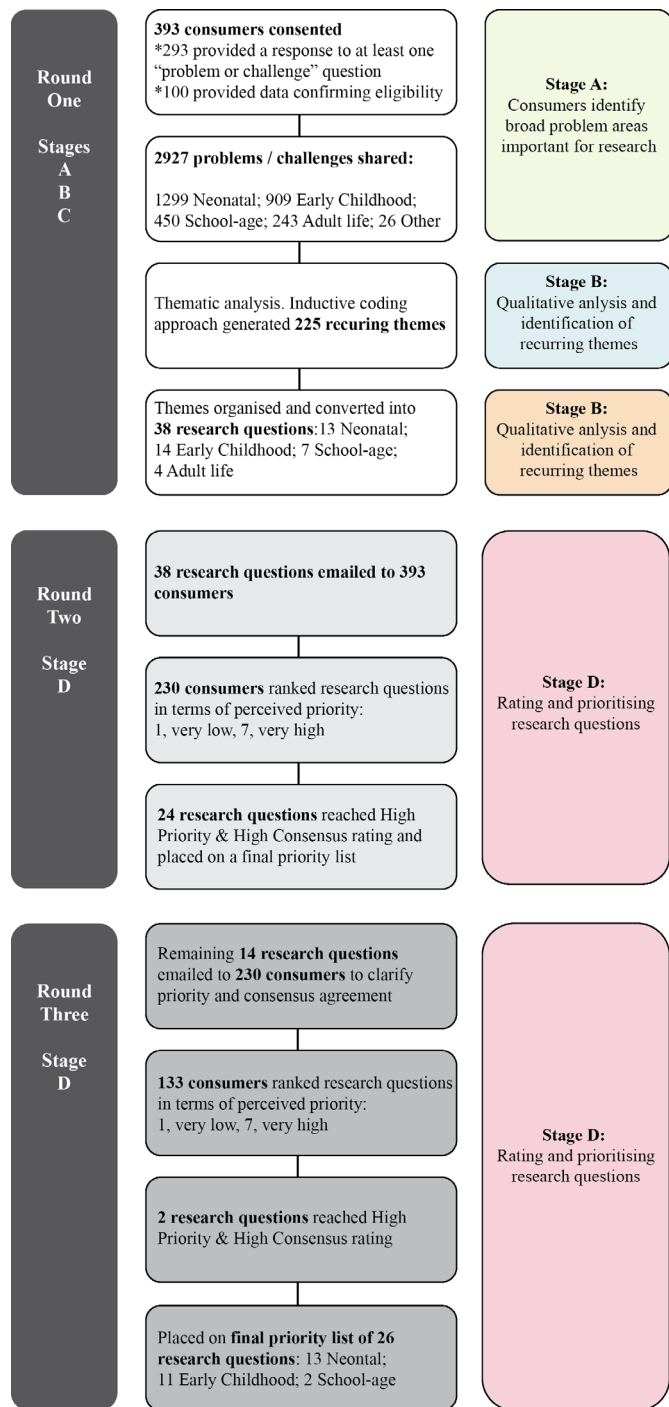 Round
One
Stages
A
B
C
393 consumers consented
*293 provided a response to at least one
“problem or challenge” question
*100 provided data confirming eligibility
2927 problems / challenges shared:
1299 Neonatal; 909 Early Childhood;
450 School-age; 243 Adult life; 26 Other
Stage A:
Consumers identify
broad problem areas
important for research
Thematic analysis. Inductive coding
approach generated 225 recuring themes
Stage B:
Qualitative anlysis and
identification of
recurring themes
Themes organised and converted into
38 research questions:13 Neonatal;
14 Early Childhood; 7 School-age;
4 Adult life
Stage B:
Qualitative anlysis and
identification of
recurring themes
Round
Two
Stage
D
38 research questions emailed to 393
consumers
230 consumers ranked research questions
in terms of perceived priority:
1, very low, 7, very high
24 research questions reached High
Priority & High Consensus rating and
placed on a final priority list
Stage D:
Rating and prioritising
research questions
Round
Three
Stage
D
Remaining 14 research questions
emailed to 230 consumers to clarify
priority and consensus agreement
133 consumers ranked research questions
in terms of perceived priority:
1, very low, 7, very high
2 research questions reached High
Priority & High Consensus rating
Placed on final priority list of 26
research questions: 13 Neontal;
11 Early Childhood; 2 School-age
Stage D:
Rating and prioritising
research questions